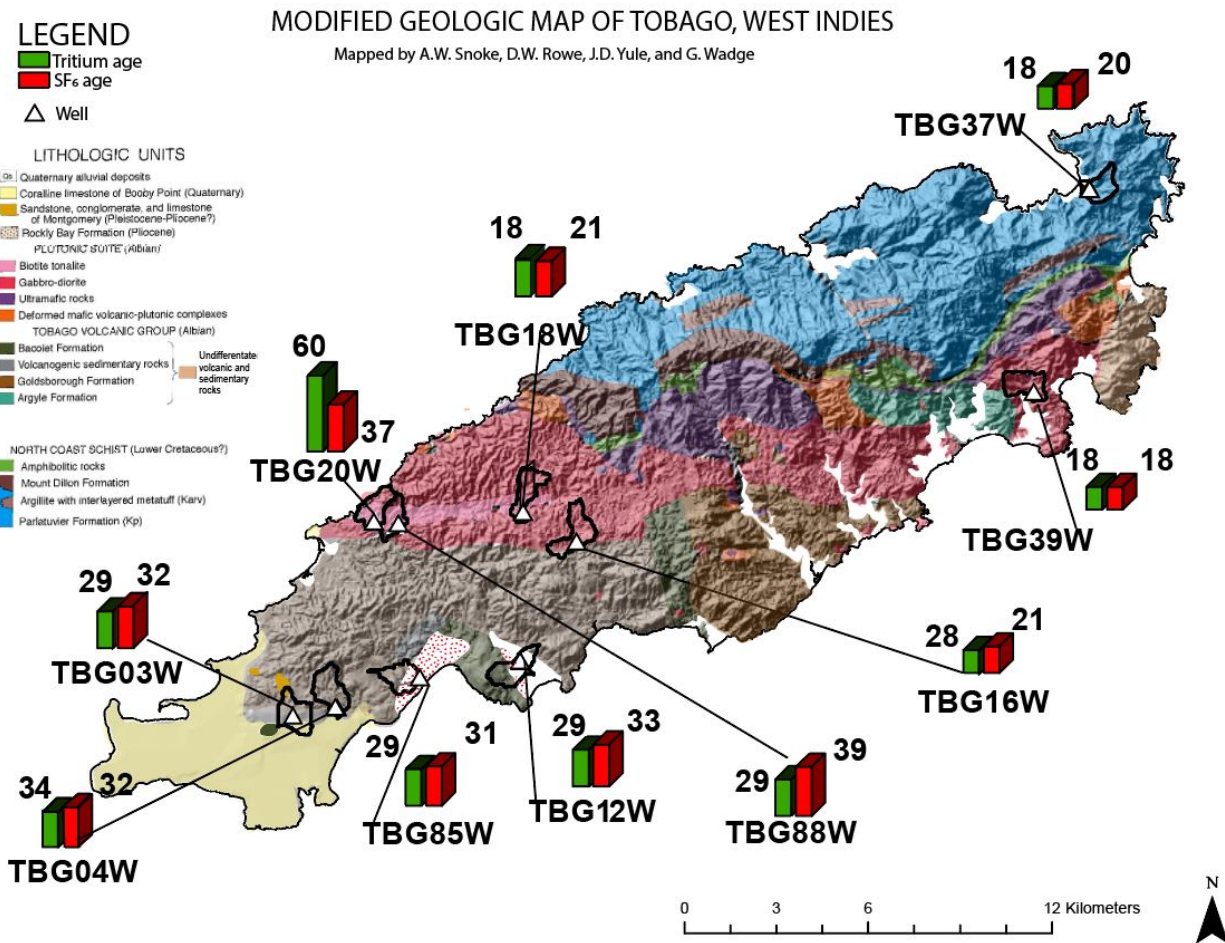 MODIFIED GEOLOGIC MAP OF TOBAGO, WEST INDIES
Mapped by A.W. Snoke, D.W. Rowe, J.D. Yule, and G. Wadge
LEGEND
Tritium age
SF₆ age
Well
LITHOLOGIC UNITS
Qa Quaternary alluvial deposits
Coralline limestone of Booby Point (Quaternary)
Sandstone, conglomerate, and limestone
of Montgomery (Pleistocene-Pliocene?)
Rockly Bay Formation (Pliocene)
PLUTONIC SUITE (Albian)
Biotite tonalite
Gabbro-diorite
Ultramafic rocks
Deformed mafic volcanic-plutonic complexes
TOBAGO VOLCANIC GROUP (Albian)
Bacolet Formation
Volcanogenic sedimentary rocks
Goldsborough Formation
Argyle Formation
Undifferentiate
volcanic and
sedimentary
rocks
NORTH COAST SCHIST (Lower Cretaceous?)
Amphibolitic rocks
Mount Dillon Formation
Argillite with interlayered metatuff (Karv)
Parlatuvier Formation (Kp)
18 20
TBG37W
18 21
TBG18W
60
37
TBG20W
18 18
TBG39W
29 32
TBG03W
28 21
TBG16W
34 32
TBG04W
29 31
TBG85W
29 33
TBG12W
29 39
TBG88W
0 3 6 12 Kilometers
N